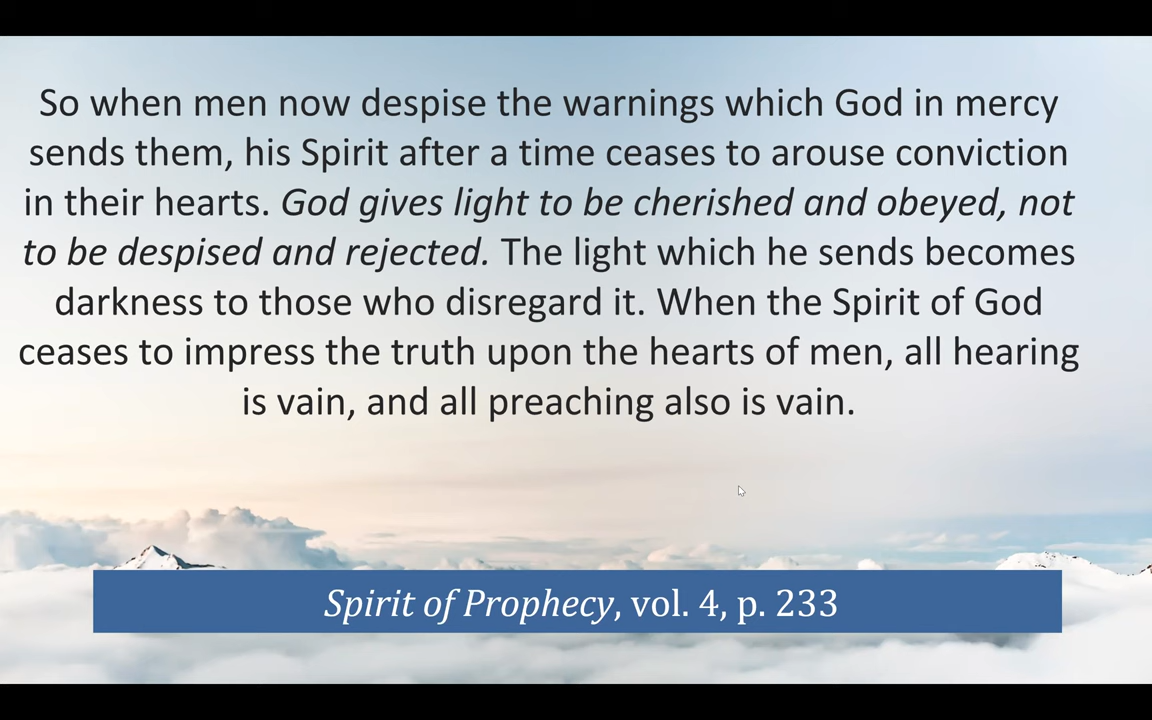 So when men now despise the warnings which God in mercy
sends them, his Spirit after a time ceases to arouse conviction
in their hearts. God gives light to be cherished and obeyed, not
to be despised and rejected. The light which he sends becomes
darkness to those who disregard it. When the Spirit of God
ceases to impress the truth upon the hearts of men, all hearing
is vain, and all preaching also is vain.
Spirit of Prophecy, vol. 4, p. 233